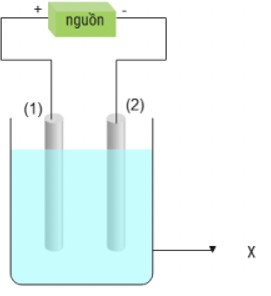 + -
nguồn
(1) (2)
X